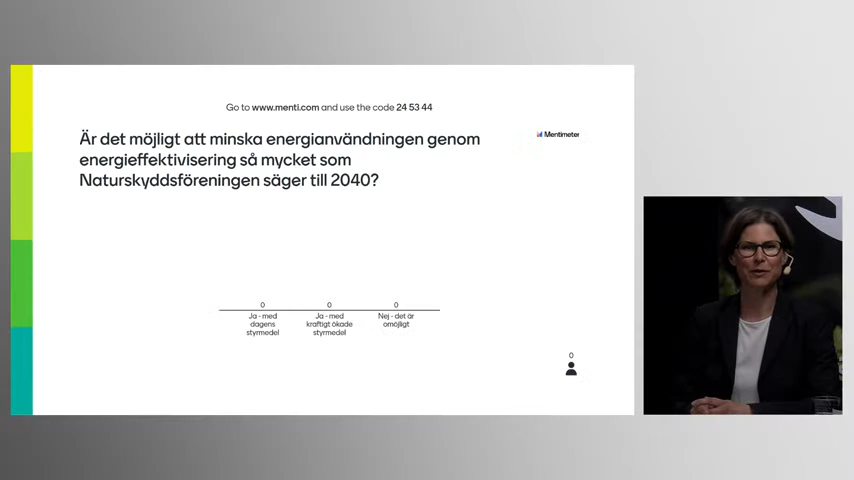 Go to www.menti.com and use the code 24 53 44
Är det möjligt att minska energianvändningen genom
energieffektivisering så mycket som
Naturskyddsföreningen säger till 2040?
Mentimeter
0
0
0
Ja - med
dagens
styrmedel
Ja - med
kraftigt ökade
styrmedel
Nej - det är
omöjligt
0